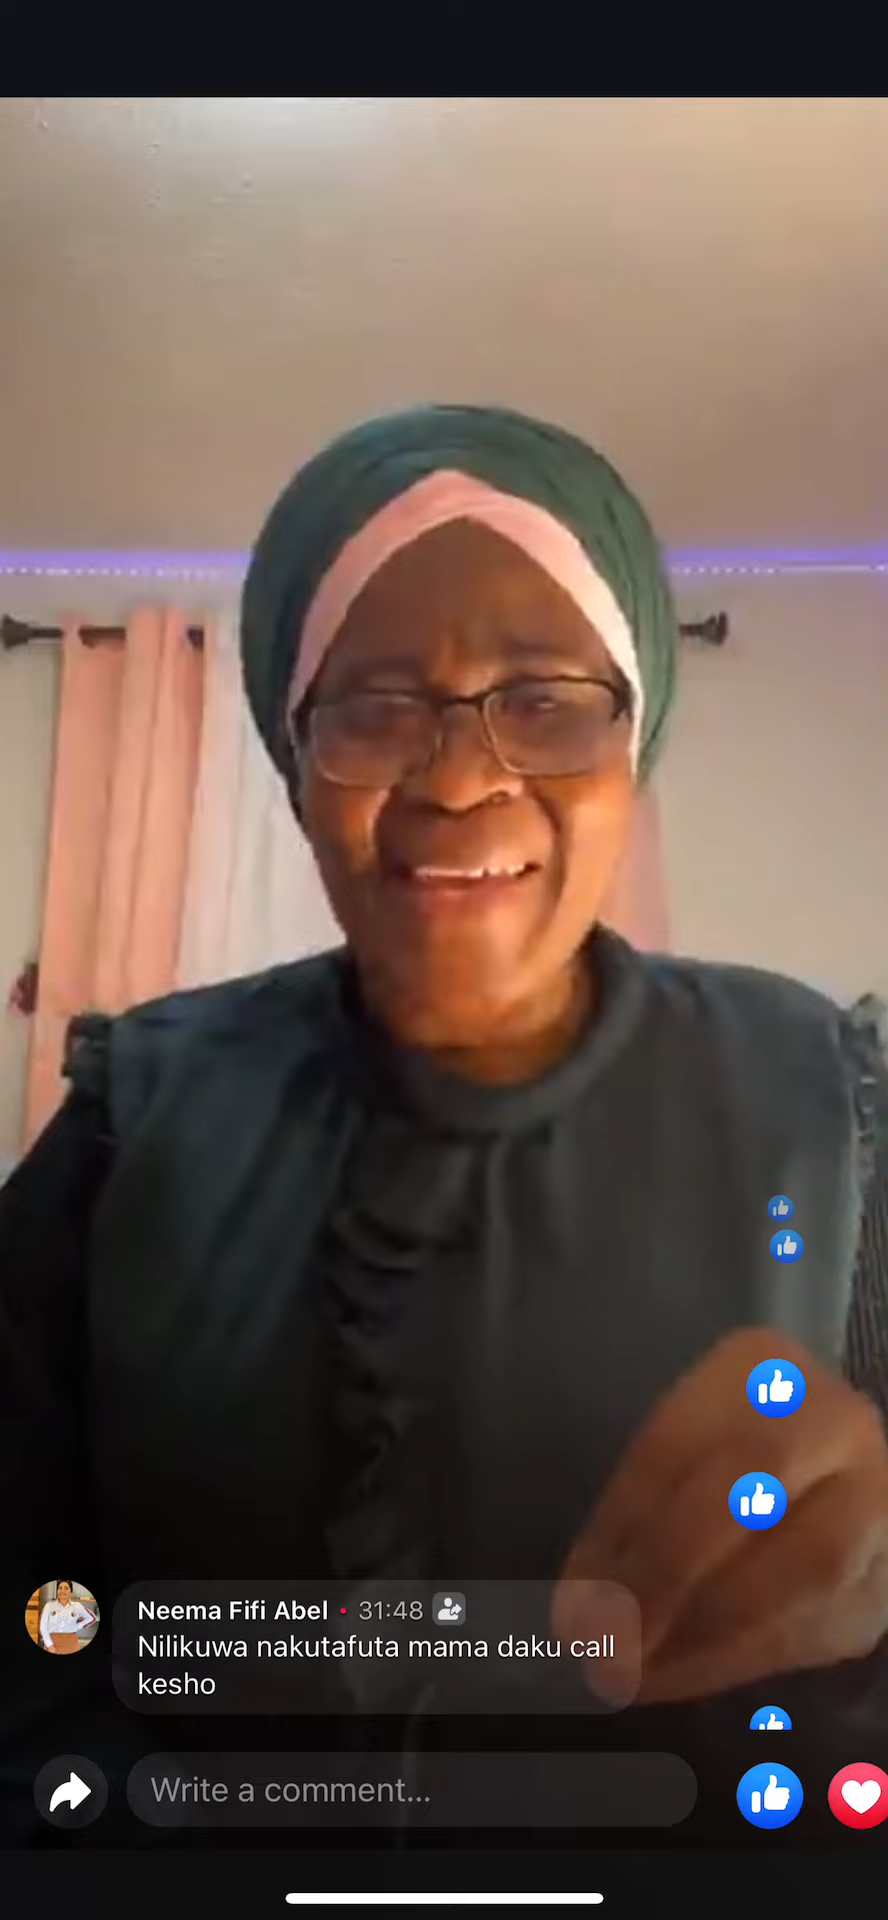 Neema Fifi Abel • 31:48
Nilikuwa nakutafuta mama daku call
kesho
Write a comment...